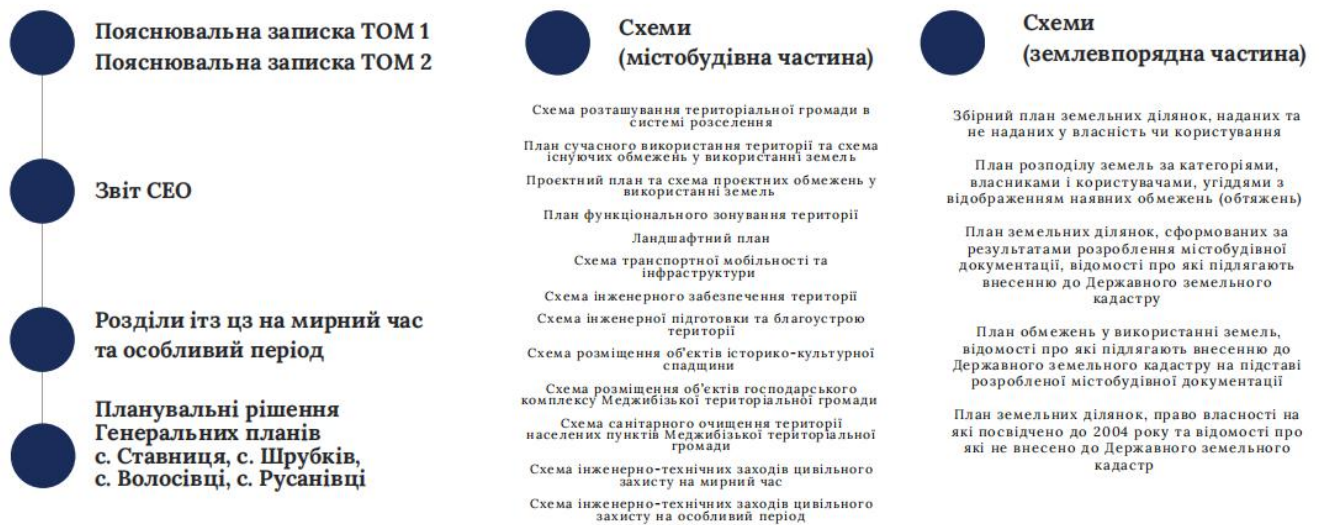 Пояснювальна записка ТОМ 1
Пояснювальна записка ТОМ 2
Звіт СЕО
Розділи ітз цз на мирний час
та особливий період
Планувальні рішення
Генеральних планів
с. Ставниця, с. Шрубків,
с. Волосівці, с. Русанівці
Схеми
(містобудівна частина)
Схема розташування територіальної громади в
системі розселення
План сучасного використання території та схема
існуючих обмежень у використанні земель
Проєктний план та схема проєктних обмежень у
використанні земель
План функціонального зонування території
Ландшафтний план
Схема транспортної мобільності та
інфраструктури
Схема інженерного забезпечення території
Схема інженерної підготовки та благоустрою
території
Схема розміщення об'єктів історико-культурної
спадщини
Схема розміщення об'єктів господарського
комплексу Меджибізької територіальної громади
Схема санітарного очищення території
населених пунктів Меджибізької територіальної
громади
Схема інженерно-технічних заходів цивільного
захисту на мирний час
Схема інженерно-технічних заходів цивільного
захисту на особливий період
Схеми
(землевпорядна частина)
Збірний план земельних ділянок, наданих та
не наданих у власність чи користування
План розподілу земель за категоріями,
власниками і користувачами, угіддями з
відображенням наявних обмежень (обтяжень)
План земельних ділянок, сформованих за
результатами розроблення містобудівної
документації, відомості про які підлягають
внесенню до Державного земельного
кадастру
План обмежень у використанні земель,
відомості про які підлягають внесенню до
Державного земельного кадастру на підставі
розробленої містобудівної документації
План земельних ділянок, право власності на
які посвідчено до 2004 року та відомості про
які не внесено до Державного земельного
кадастр